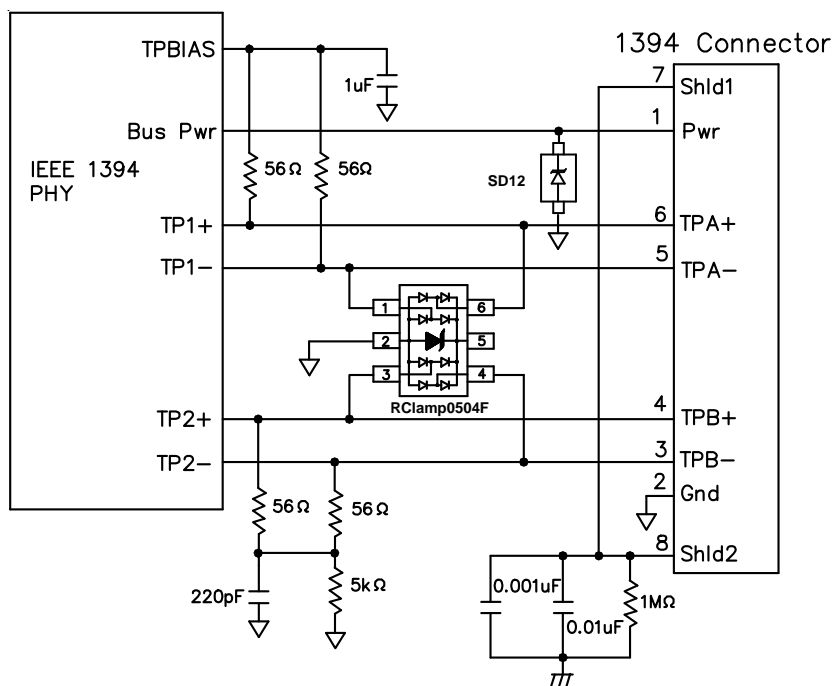 1394 Connector
TPBIAS
1uF
7
Shld1
Bus Pwr
1
Pwr
IEEE 1394
PHY
56Ω
56Ω
SD12
TP1+
6
TPA+
TP1-
5
TPA-
1
6
2
5
3
4
RClamp0504F
TP2+
4
TPB+
TP2-
3
TPB-
2
Gnd
56Ω
56Ω
8
Shld2
220pF
5kΩ
0.001uF
0.01uF
1MΩ